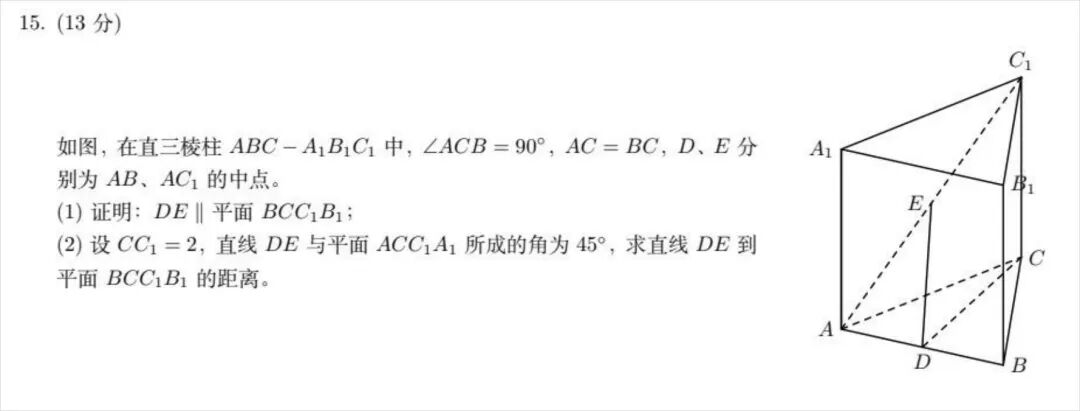 15. (13 分)
如图, 在直三棱柱 ABC − A₁B₁C₁ 中, ∠ACB = 90°, AC = BC, D、E 分
别为 AB、AC₁ 的中点。
(1) 证明: DE ∥ 平面 BCC₁B₁;
(2) 设 CC₁ = 2, 直线 DE 与平面 ACC₁A₁ 所成的角为 45°, 求直线 DE 到
平面 BCC₁B₁ 的距离。
C₁
A₁
B₁
E
C
A
D
B